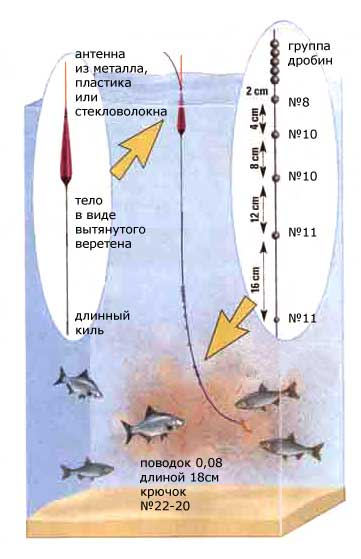 антенна
из металла,
пластика
или
стекловолокна
тело
в виде
вытянутого
веретена
длинный
киль
группа
дробин
2 cm
№8
4 cm
№10
8 cm
№10
12 cm
№11
16 cm
№11
поводок 0,08
длиной 18см
крючок
№22-20